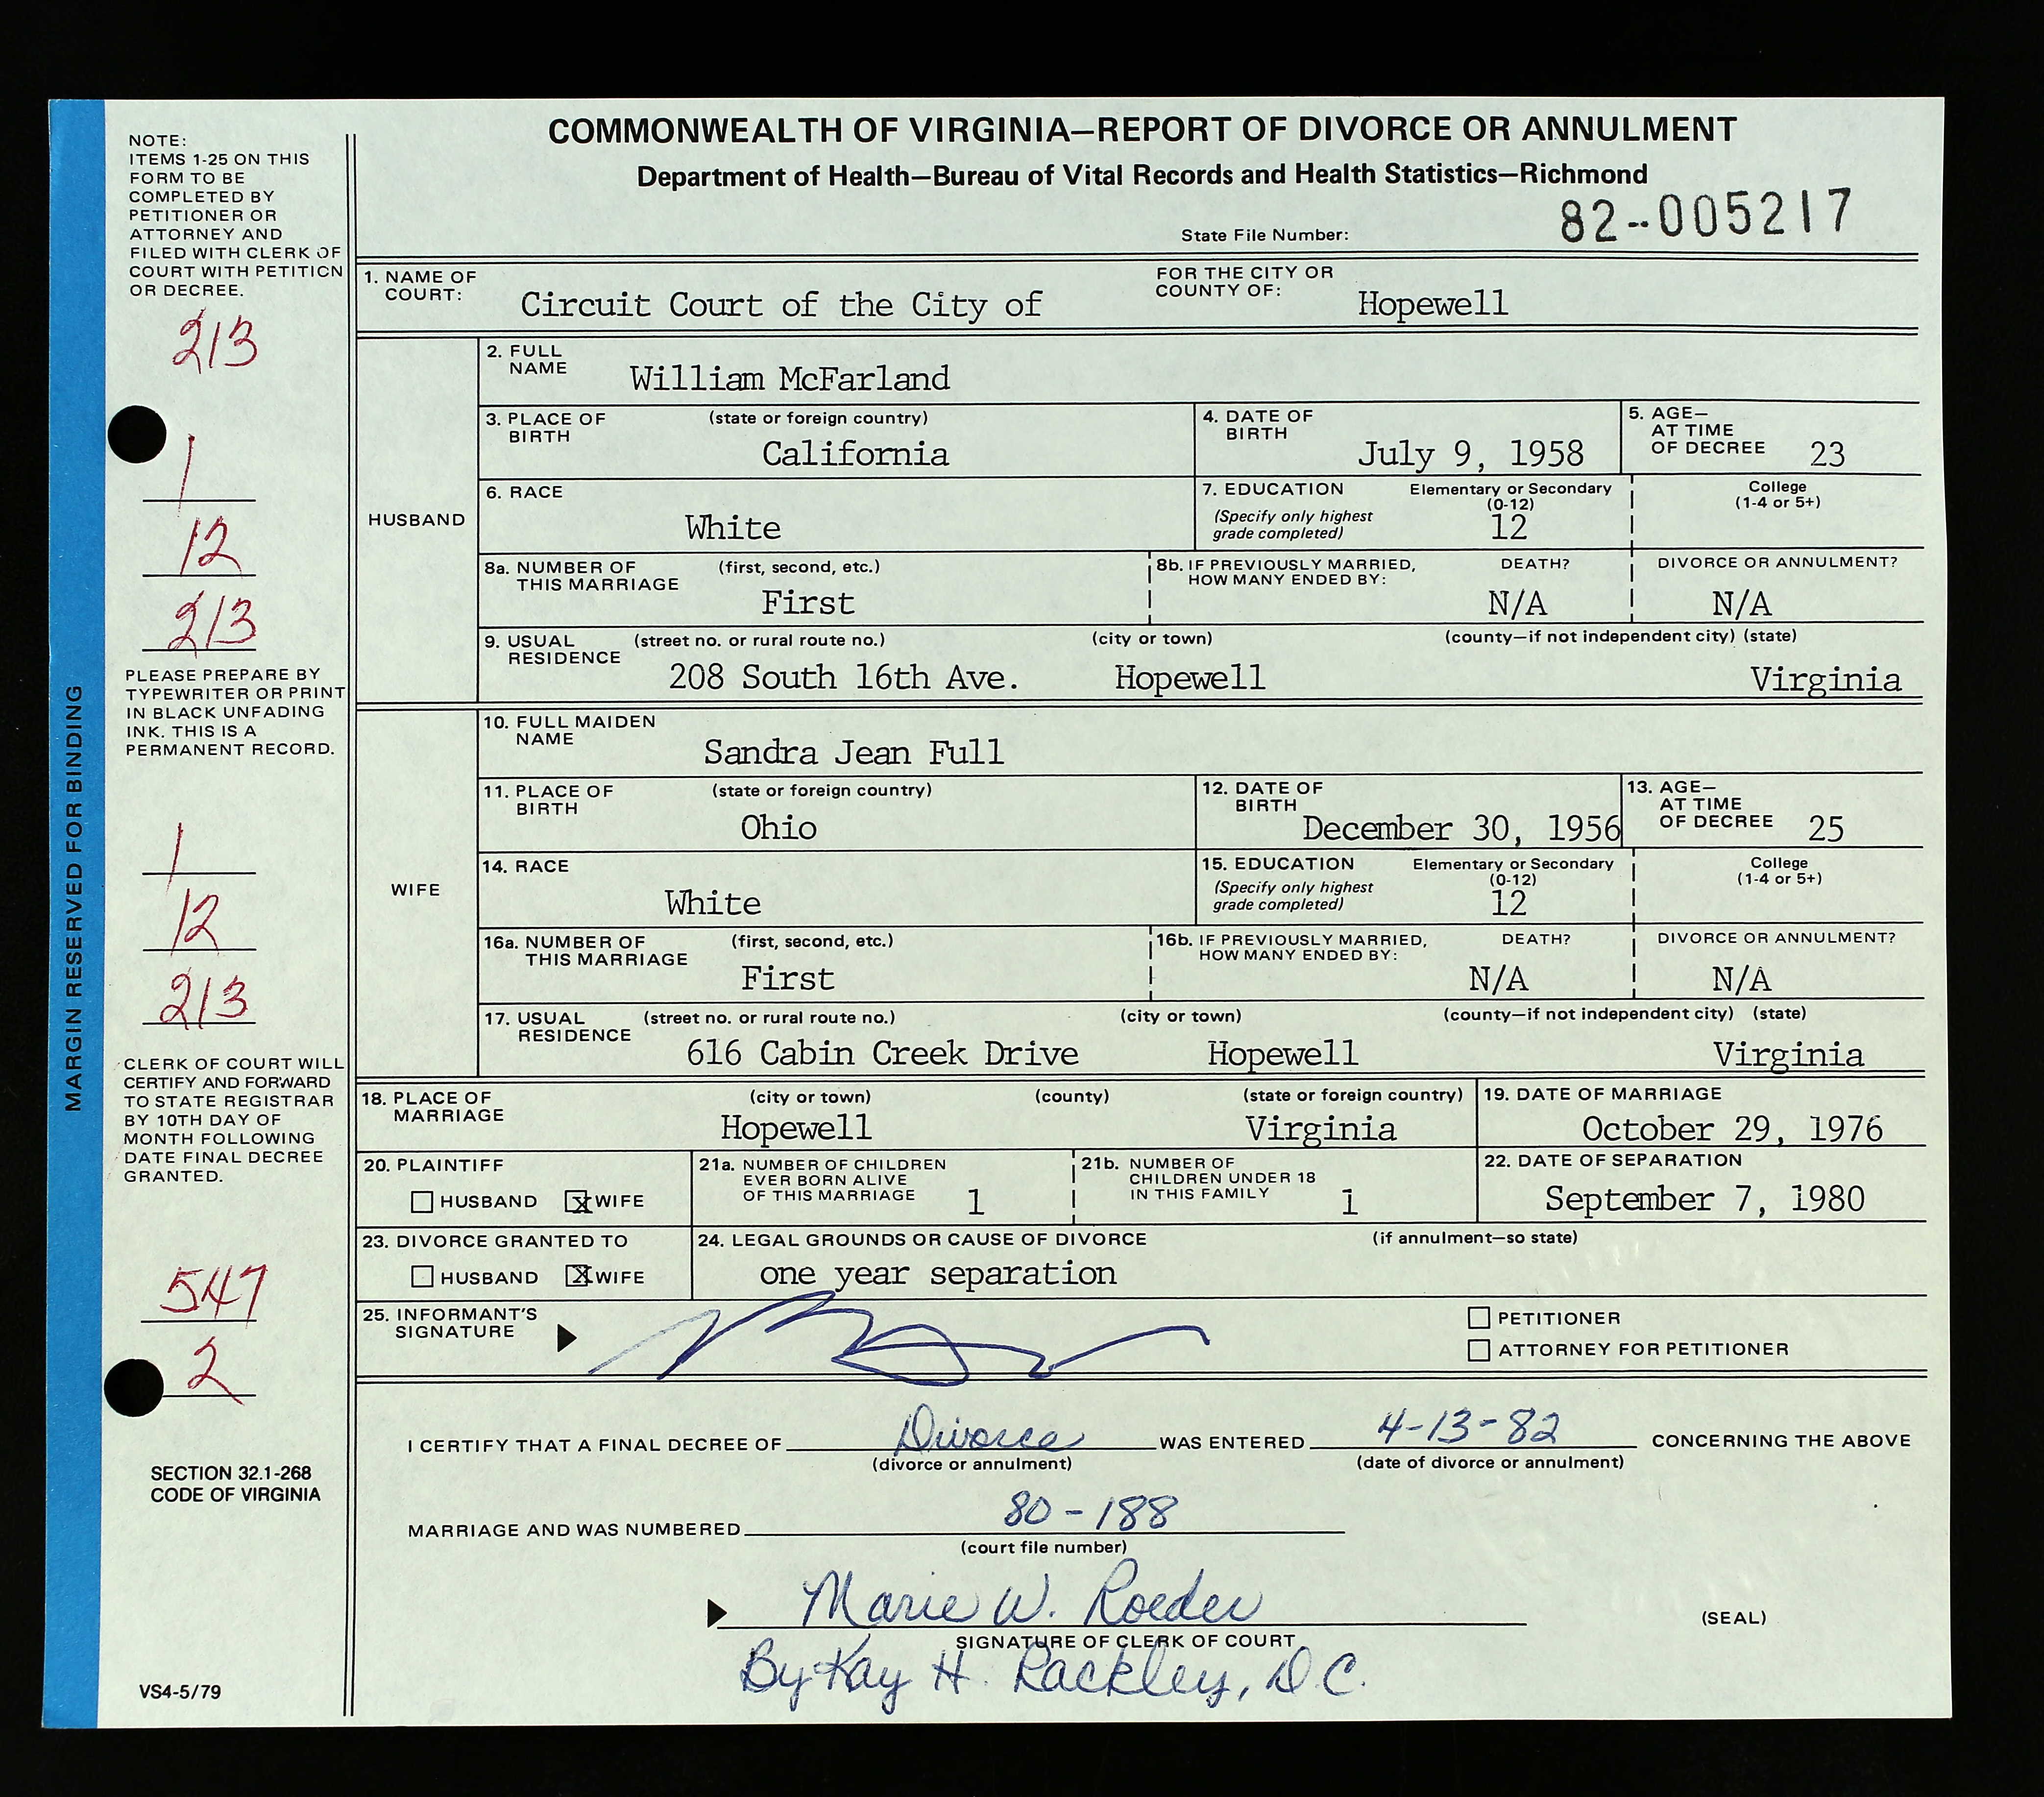 COMMONWEALTH OF VIRGINIA—REPORT OF DIVORCE OR ANNULMENT
Department of Health—Bureau of Vital Records and Health Statistics—Richmond
State File Number: 82--005217
NOTE:
ITEMS 1-25 ON THIS
FORM TO BE
COMPLETED BY
PETITIONER OR
ATTORNEY AND
FILED WITH CLERK OF
COURT WITH PETITION
OR DECREE.
213
1
12
213
PLEASE PREPARE BY
TYPEWRITER OR PRINT
IN BLACK UNFADING
INK. THIS IS A
PERMANENT RECORD.
1
12
213
CLERK OF COURT WILL
CERTIFY AND FORWARD
TO STATE REGISTRAR
BY 10TH DAY OF
MONTH FOLLOWING
DATE FINAL DECREE
GRANTED.
547
2
SECTION 32.1-268
CODE OF VIRGINIA
VS4-5/79
MARGIN RESERVED FOR BINDING
1. NAME OF COURT: Circuit Court of the City of FOR THE CITY OR COUNTY OF: Hopewell
HUSBAND
2. FULL NAME William McFarland
3. PLACE OF BIRTH (state or foreign country) California
4. DATE OF BIRTH July 9, 1958
5. AGE— AT TIME OF DECREE 23
6. RACE White
7. EDUCATION (Specify only highest grade completed) Elementary or Secondary (0-12) 12 College (1-4 or 5+)
8a. NUMBER OF THIS MARRIAGE (first, second, etc.) First
8b. IF PREVIOUSLY MARRIED, HOW MANY ENDED BY: DEATH? N/A DIVORCE OR ANNULMENT? N/A
9. USUAL RESIDENCE (street no. or rural route no.) (city or town) (county—if not independent city) (state)
208 South 16th Ave. Hopewell Virginia
WIFE
10. FULL MAIDEN NAME Sandra Jean Full
11. PLACE OF BIRTH (state or foreign country) Ohio
12. DATE OF BIRTH December 30, 1956
13. AGE— AT TIME OF DECREE 25
14. RACE White
15. EDUCATION (Specify only highest grade completed) Elementary or Secondary (0-12) 12 College (1-4 or 5+)
16a. NUMBER OF THIS MARRIAGE (first, second, etc.) First
16b. IF PREVIOUSLY MARRIED, HOW MANY ENDED BY: DEATH? N/A DIVORCE OR ANNULMENT? N/A
17. USUAL RESIDENCE (street no. or rural route no.) (city or town) (county—if not independent city) (state)
616 Cabin Creek Drive Hopewell Virginia
18. PLACE OF MARRIAGE (city or town) (county) (state or foreign country)
Hopewell Virginia
19. DATE OF MARRIAGE October 29, 1976
20. PLAINTIFF HUSBAND X WIFE
21a. NUMBER OF CHILDREN EVER BORN ALIVE OF THIS MARRIAGE 1
21b. NUMBER OF CHILDREN UNDER 18 IN THIS FAMILY 1
22. DATE OF SEPARATION September 7, 1980
23. DIVORCE GRANTED TO HUSBAND X WIFE
24. LEGAL GROUNDS OR CAUSE OF DIVORCE (if annulment—so state)
one year separation
25. INFORMANT'S SIGNATURE
PETITIONER
ATTORNEY FOR PETITIONER
I CERTIFY THAT A FINAL DECREE OF Divorce WAS ENTERED 4-13-82 CONCERNING THE ABOVE
(divorce or annulment) (date of divorce or annulment)
MARRIAGE AND WAS NUMBERED 80-188
(court file number)
Marie W. Roeder (SEAL)
SIGNATURE OF CLERK OF COURT
By Kay H. Rackley, D.C.